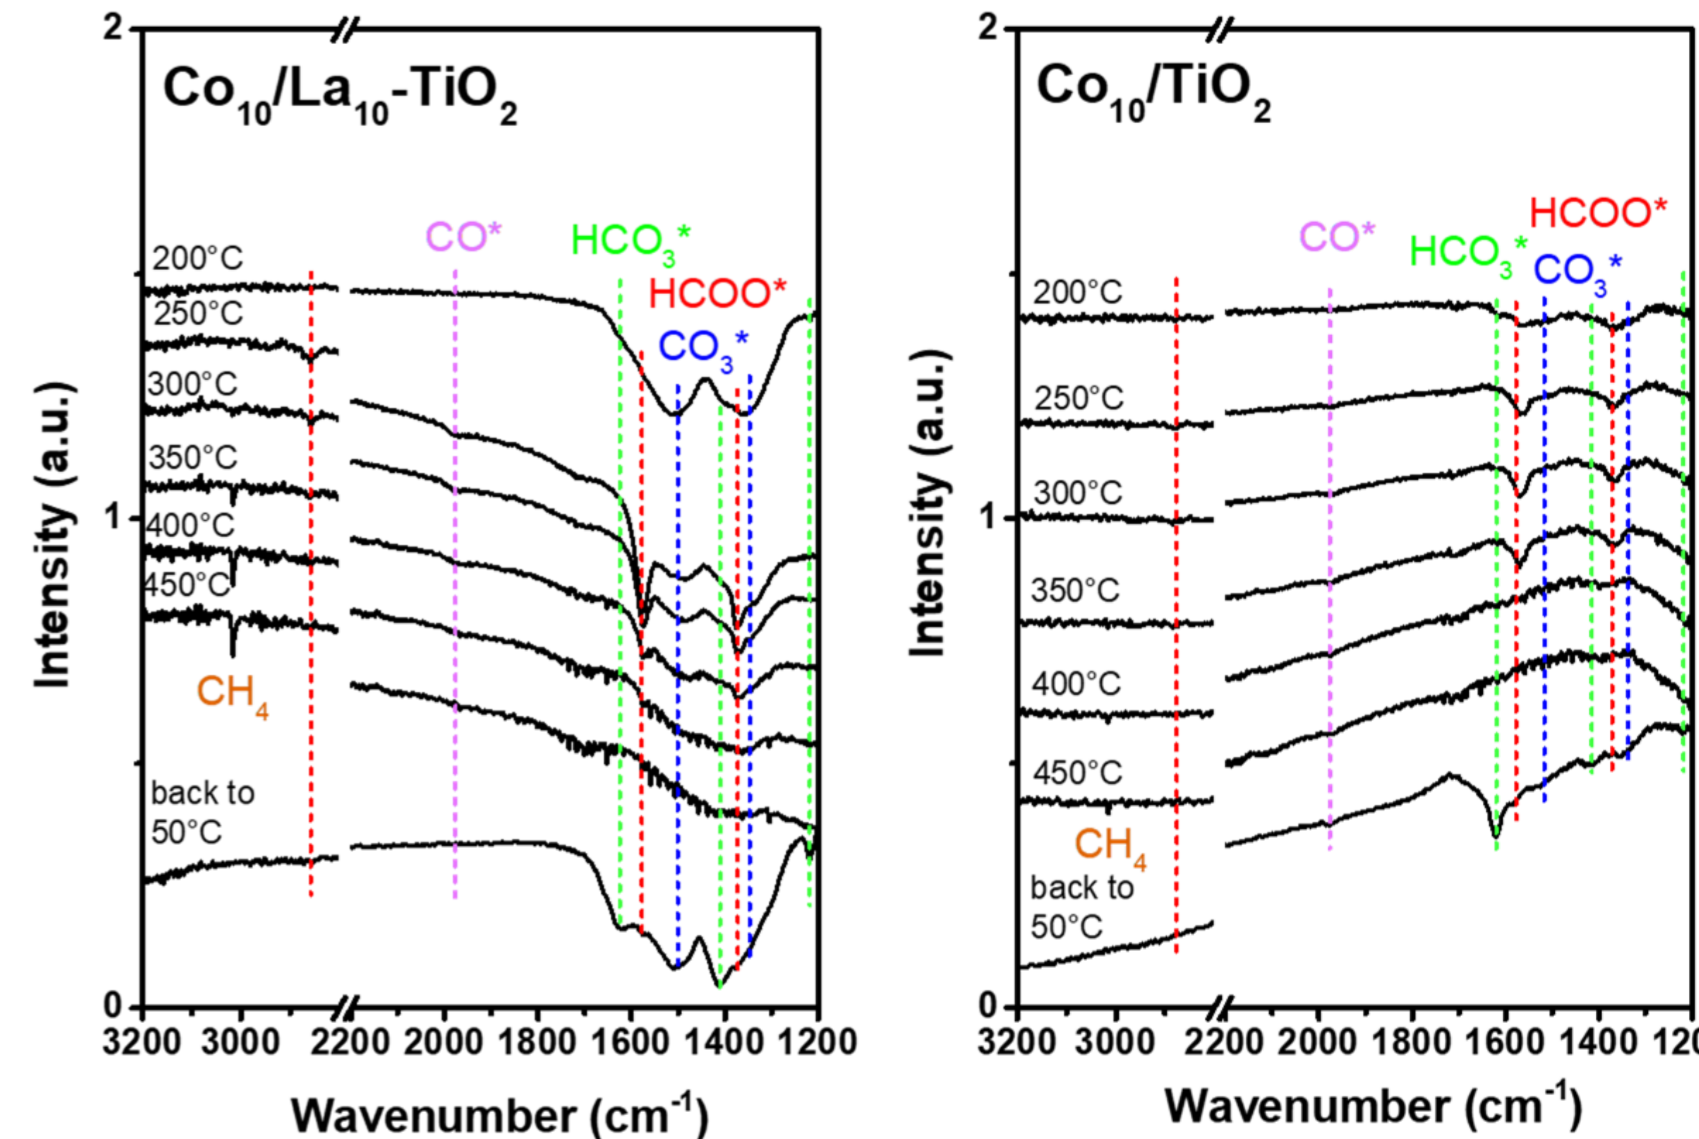 Co₁₀/La₁₀-TiO₂
2
1
0
Intensity (a.u.)
200°C
250°C
300°C
350°C
400°C
450°C
CH₄
back to
50°C
CO*
HCO₃*
HCOO*
CO₃*
3200 3000 2200 2000 1800 1600 1400 1200
Wavenumber (cm⁻¹)
Co₁₀/TiO₂
2
1
0
Intensity (a.u.)
200°C
250°C
300°C
350°C
400°C
450°C
CH₄
back to
50°C
CO*
HCO₃*
HCOO*
CO₃*
3200 3000 2200 2000 1800 1600 1400 120
Wavenumber (cm⁻¹)